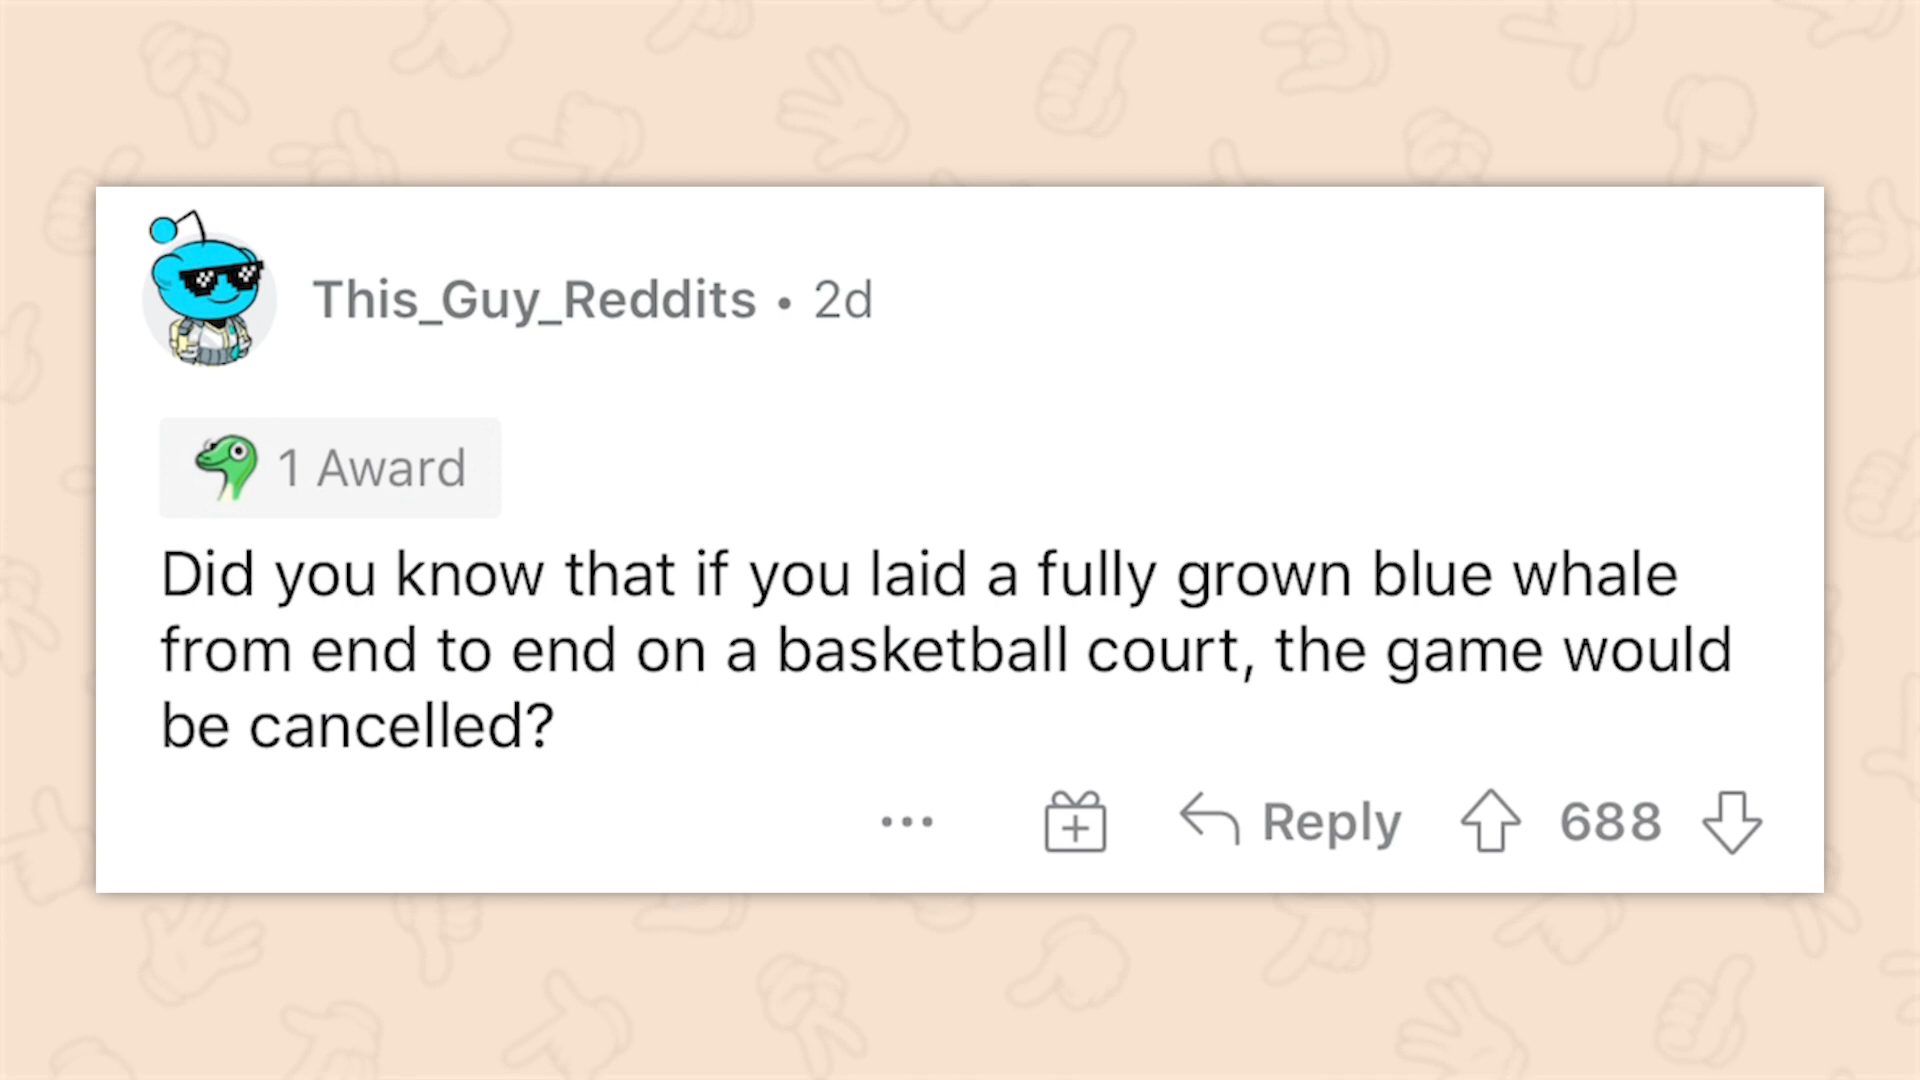 This_Guy_Reddits • 2d
1 Award
Did you know that if you laid a fully grown blue whale
from end to end on a basketball court, the game would
be cancelled?
... Reply 688